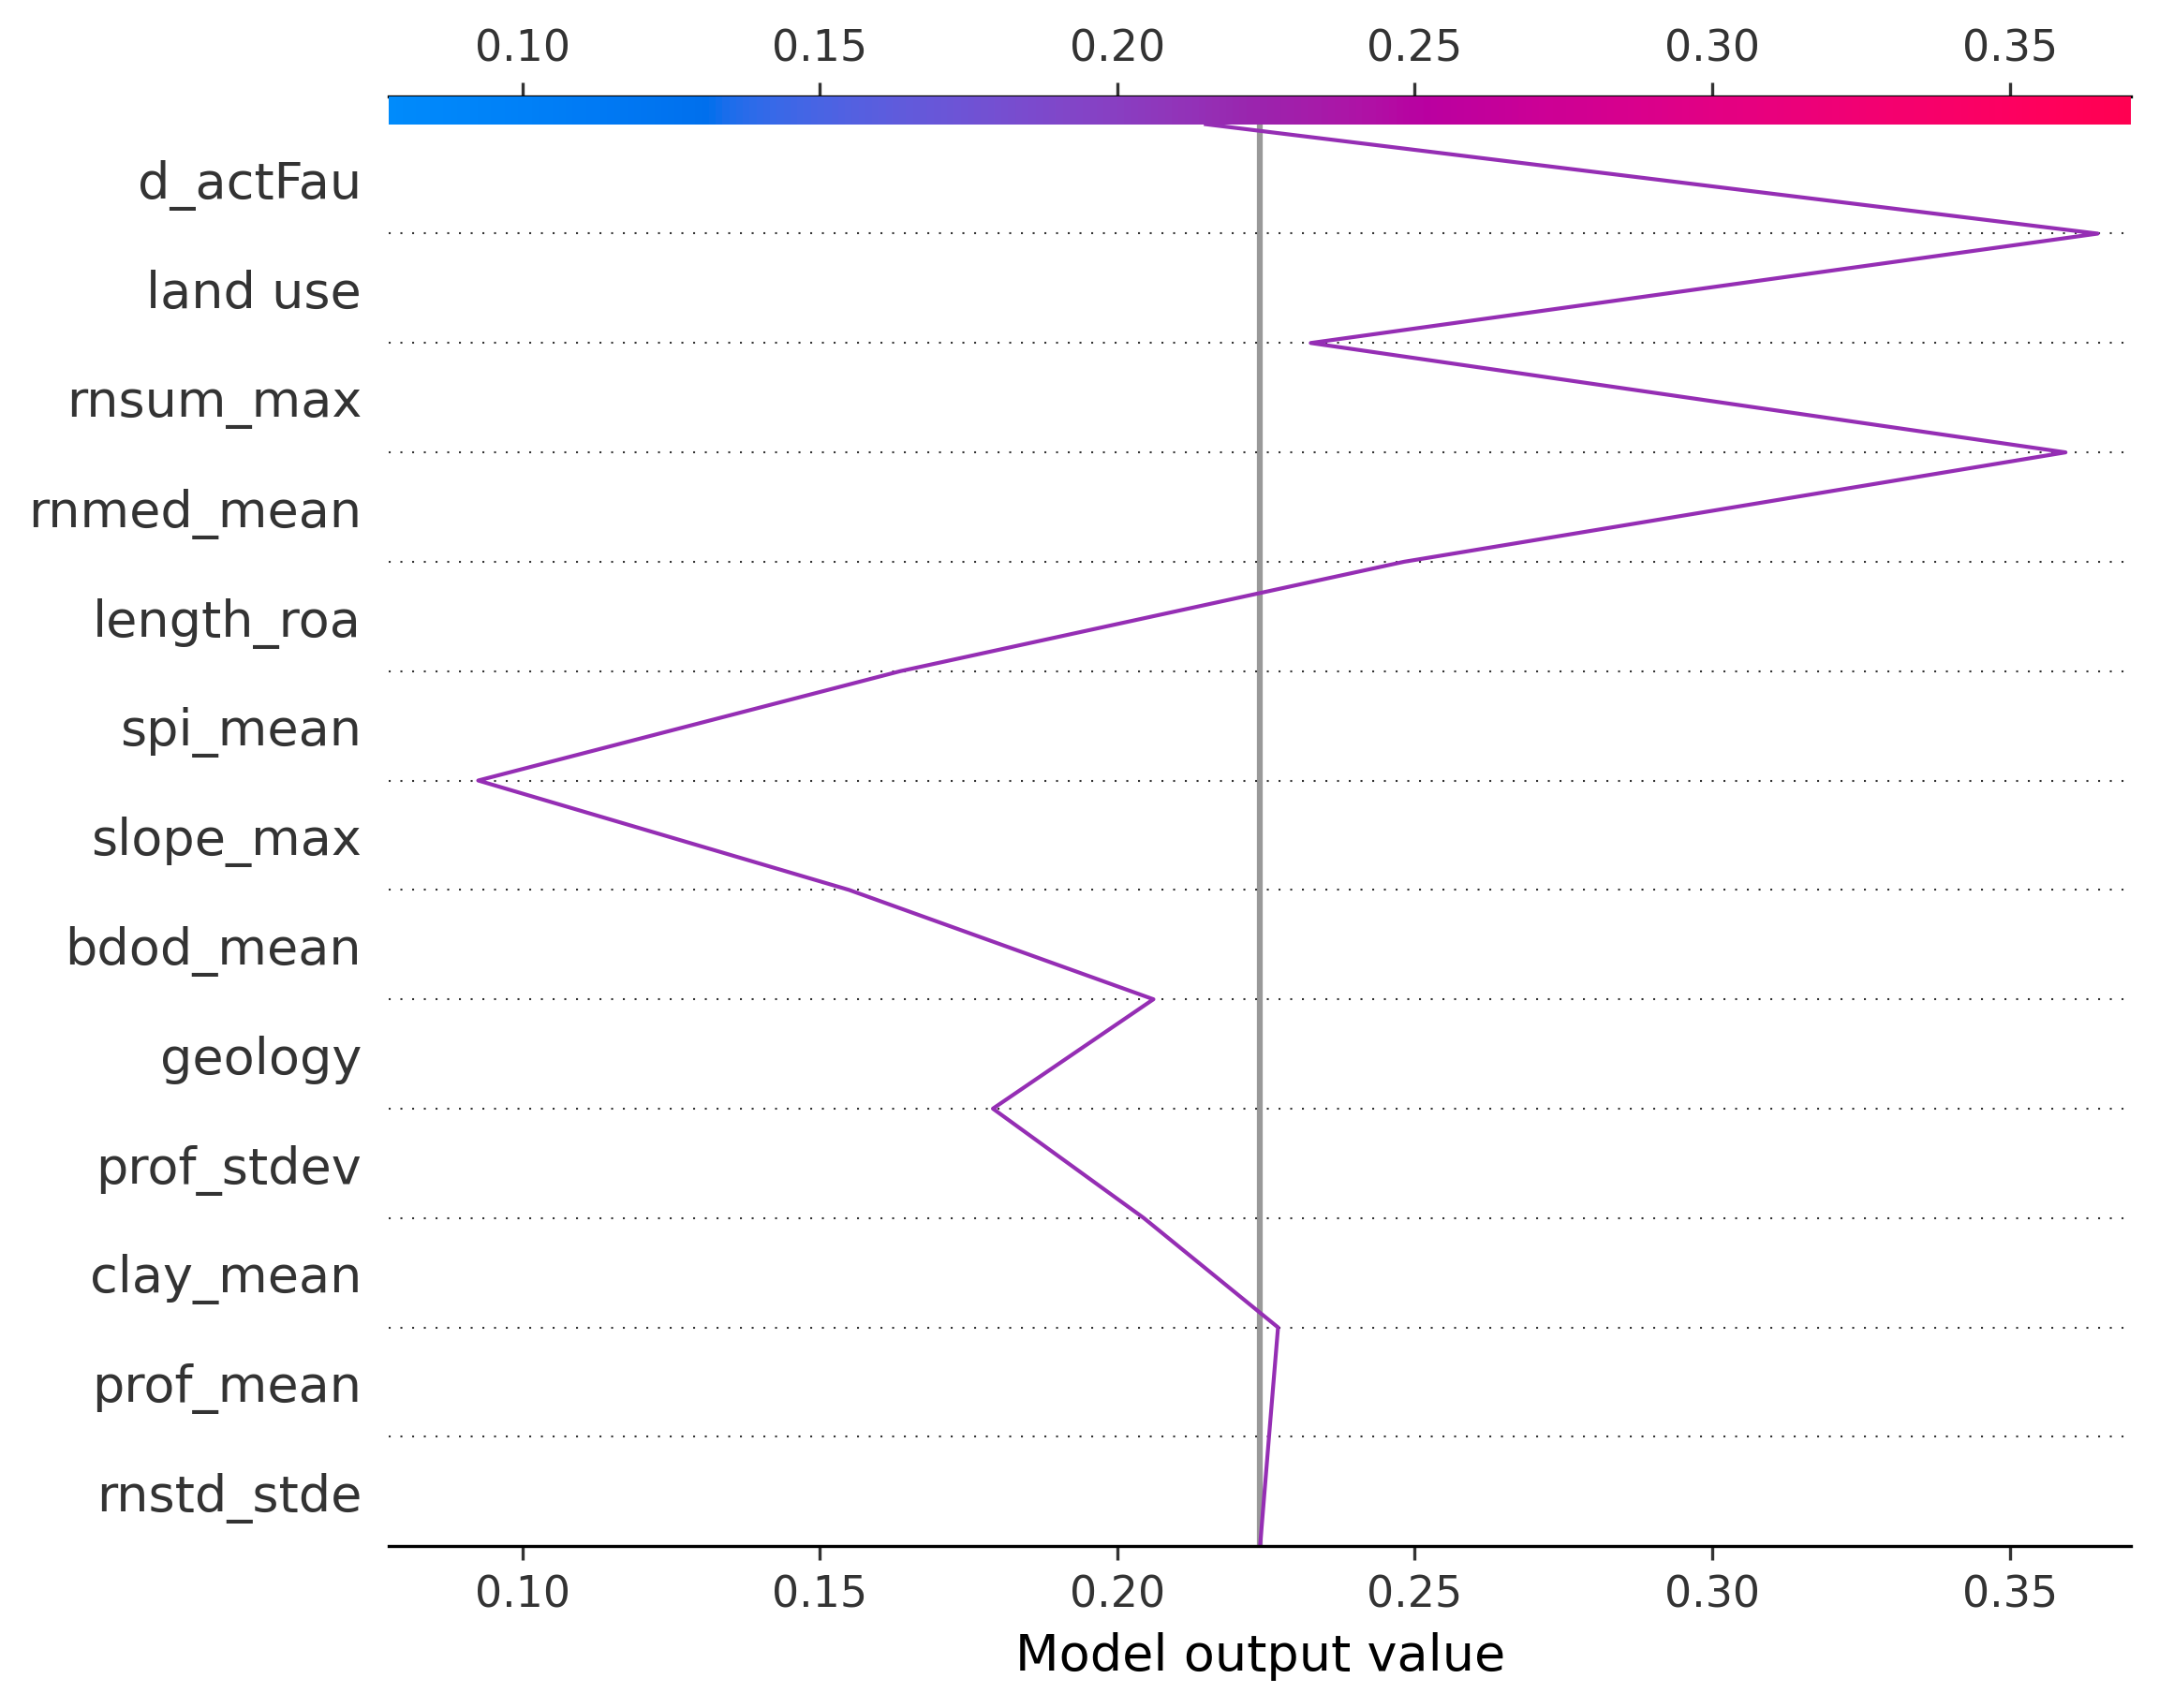 0.10 0.15 0.20 0.25 0.30 0.35
d_actFau
land use
rnsum_max
rnmed_mean
length_roa
spi_mean
slope_max
bdod_mean
geology
prof_stdev
clay_mean
prof_mean
rnstd_stde
0.10 0.15 0.20 0.25 0.30 0.35
Model output value